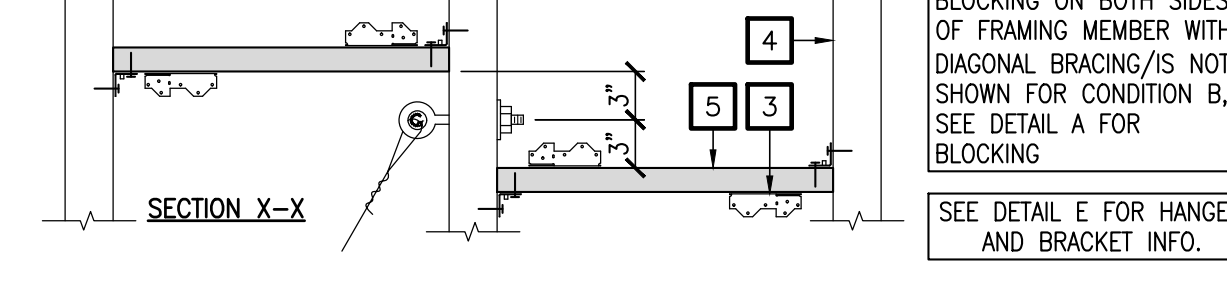 BLOCKING ON BOTH SIDES
OF FRAMING MEMBER WITH
DIAGONAL BRACING/IS NOT
SHOWN FOR CONDITION B,
SEE DETAIL A FOR
BLOCKING
4
3"
5
3
3"
SECTION X-X
SEE DETAIL E FOR HANGE
AND BRACKET INFO.